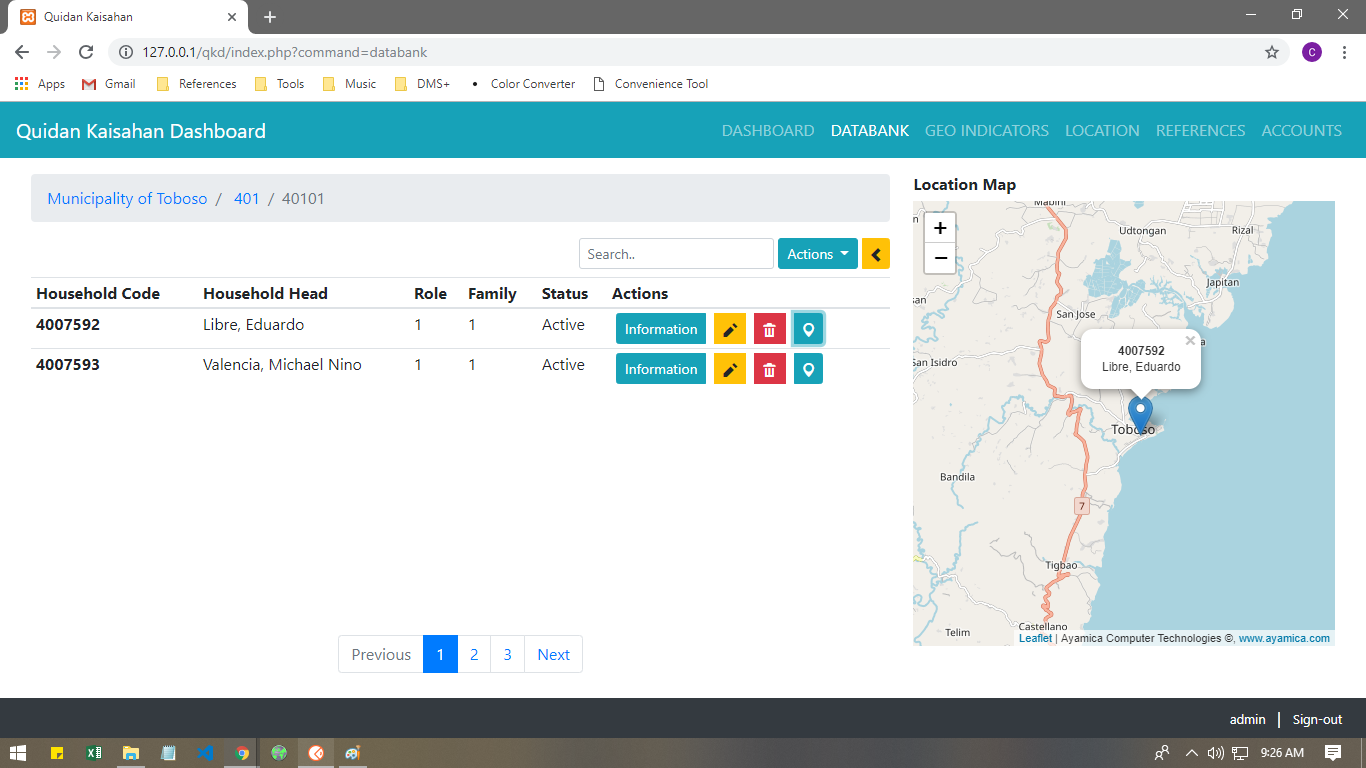 Quidan Kaisahan
127.0.0.1/qkd/index.php?command=databank
C
Apps Gmail References Tools Music DMS+ Color Converter Convenience Tool
Quidan Kaisahan Dashboard DASHBOARD DATABANK GEO INDICATORS LOCATION REFERENCES ACCOUNTS
Municipality of Toboso / 401 / 40101
Search.. Actions
Household Code Household Head Role Family Status Actions
4007592 Libre, Eduardo 1 1 Active Information
4007593 Valencia, Michael Nino 1 1 Active Information
Previous 1 2 3 Next
Location Map
Mabini
+
−
Udtongan Rizal
Japitan
San Jose
San Isidro
4007592
Libre, Eduardo
×
Toboso
Bandila
7
Tigbao
Castellano
Telim
Leaflet | Ayamica Computer Technologies ©, www.ayamica.com
admin | Sign-out
9:26 AM